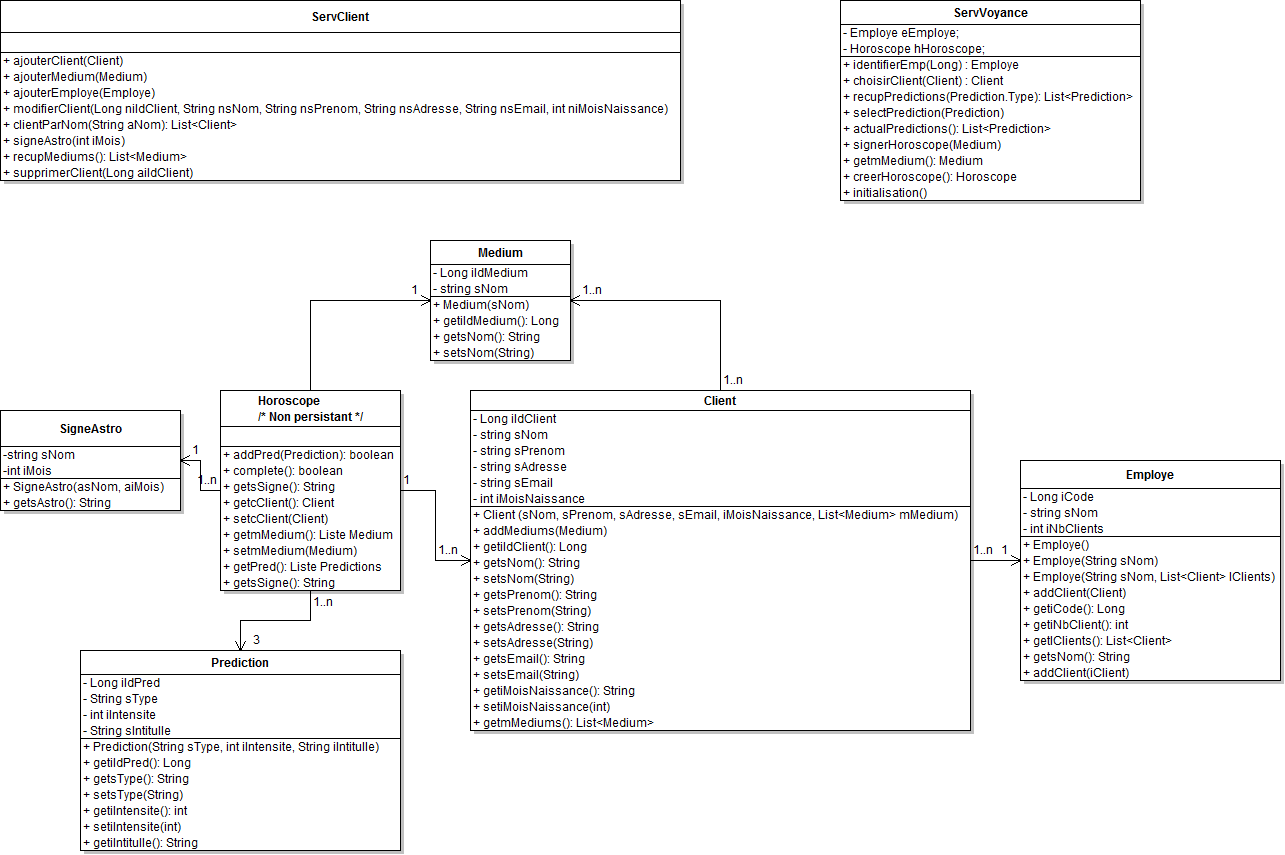 ServClient
+ ajouterClient(Client)
+ ajouterMedium(Medium)
+ ajouterEmploye(Employe)
+ modifierClient(Long niIdClient, String nsNom, String nsPrenom, String nsAdresse, String nsEmail, int niMoisNaissance)
+ clientParNom(String aNom): List<Client>
+ signeAstro(int iMois)
+ recupMediums(): List<Medium>
+ supprimerClient(Long aiIdClient)
ServVoyance
- Employe eEmploye;
- Horoscope hHoroscope;
+ identifierEmp(Long) : Employe
+ choisirClient(Client) : Client
+ recupPredictions(Prediction.Type): List<Prediction>
+ selectPrediction(Prediction)
+ actualPredictions(): List<Prediction>
+ signerHoroscope(Medium)
+ getmMedium(): Medium
+ creerHoroscope(): Horoscope
+ initialisation()
Medium
- Long iIdMedium
- string sNom
+ Medium(sNom)
+ getiIdMedium(): Long
+ getsNom(): String
+ setsNom(String)
1
1..n
1..n
Horoscope
/* Non persistant */
+ addPred(Prediction): boolean
+ complete(): boolean
+ getsSigne(): String
+ getcClient(): Client
+ setcClient(Client)
+ getmMedium(): Liste Medium
+ setmMedium(Medium)
+ getPred(): Liste Predictions
+ getsSigne(): String
SigneAstro
-string sNom
-int iMois
+ SigneAstro(asNom, aiMois)
+ getsAstro(): String
1
1..n
1
1..n
Client
- Long iIdClient
- string sNom
- string sPrenom
- string sAdresse
- string sEmail
- int iMoisNaissance
+ Client (sNom, sPrenom, sAdresse, sEmail, iMoisNaissance, List<Medium> mMedium)
+ addMediums(Medium)
+ getiIdClient(): Long
+ getsNom(): String
+ setsNom(String)
+ getsPrenom(): String
+ setsPrenom(String)
+ getsAdresse(): String
+ setsAdresse(String)
+ getsEmail(): String
+ setsEmail(String)
+ getiMoisNaissance(): String
+ setiMoisNaissance(int)
+ getmMediums(): List<Medium>
1..n
1
Employe
- Long iCode
- string sNom
- int iNbClients
+ Employe()
+ Employe(String sNom)
+ Employe(String sNom, List<Client> lClients)
+ addClient(Client)
+ getiCode(): Long
+ getiNbClient(): int
+ getlClients(): List<Client>
+ getsNom(): String
+ addClient(iClient)
1..n
3
Prediction
- Long iIdPred
- String sType
- int iIntensite
- String sIntitulle
+ Prediction(String sType, int iIntensite, String iIntitulle)
+ getiIdPred(): Long
+ getsType(): String
+ setsType(String)
+ getiIntensite(): int
+ setiIntensite(int)
+ getiIntitulle(): String